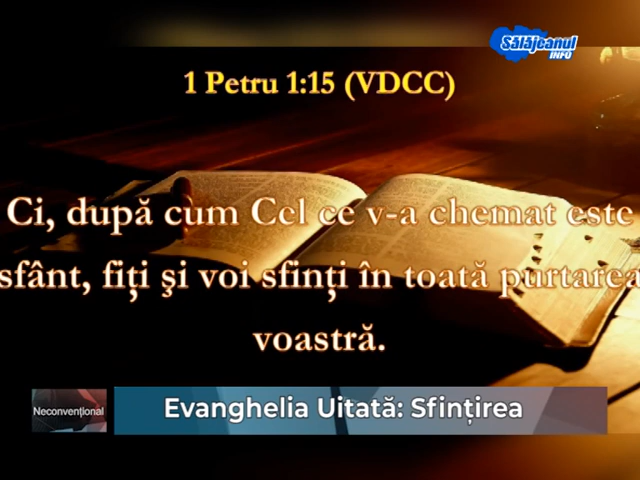 Sălăjeanul
INFO
1 Petru 1:15 (VDCC)
Ci, după cum Cel ce v-a chemat este
sfânt, fiţi şi voi sfinţi în toată purtarea
voastră.
Neconvențional
Evanghelia Uitată: Sfințirea